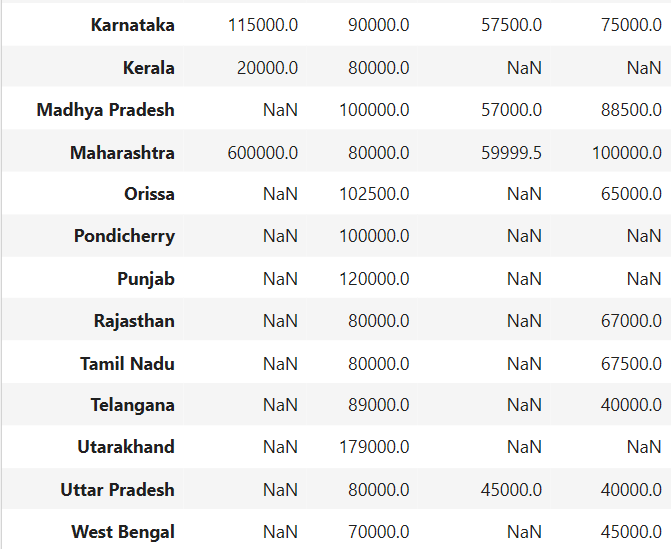 Karnataka 115000.0 90000.0 57500.0 75000.0
Kerala 20000.0 80000.0 NaN NaN
Madhya Pradesh NaN 100000.0 57000.0 88500.0
Maharashtra 600000.0 80000.0 59999.5 100000.0
Orissa NaN 102500.0 NaN 65000.0
Pondicherry NaN 100000.0 NaN NaN
Punjab NaN 120000.0 NaN NaN
Rajasthan NaN 80000.0 NaN 67000.0
Tamil Nadu NaN 80000.0 NaN 67500.0
Telangana NaN 89000.0 NaN 40000.0
Utarakhand NaN 179000.0 NaN NaN
Uttar Pradesh NaN 80000.0 45000.0 40000.0
West Bengal NaN 70000.0 NaN 45000.0